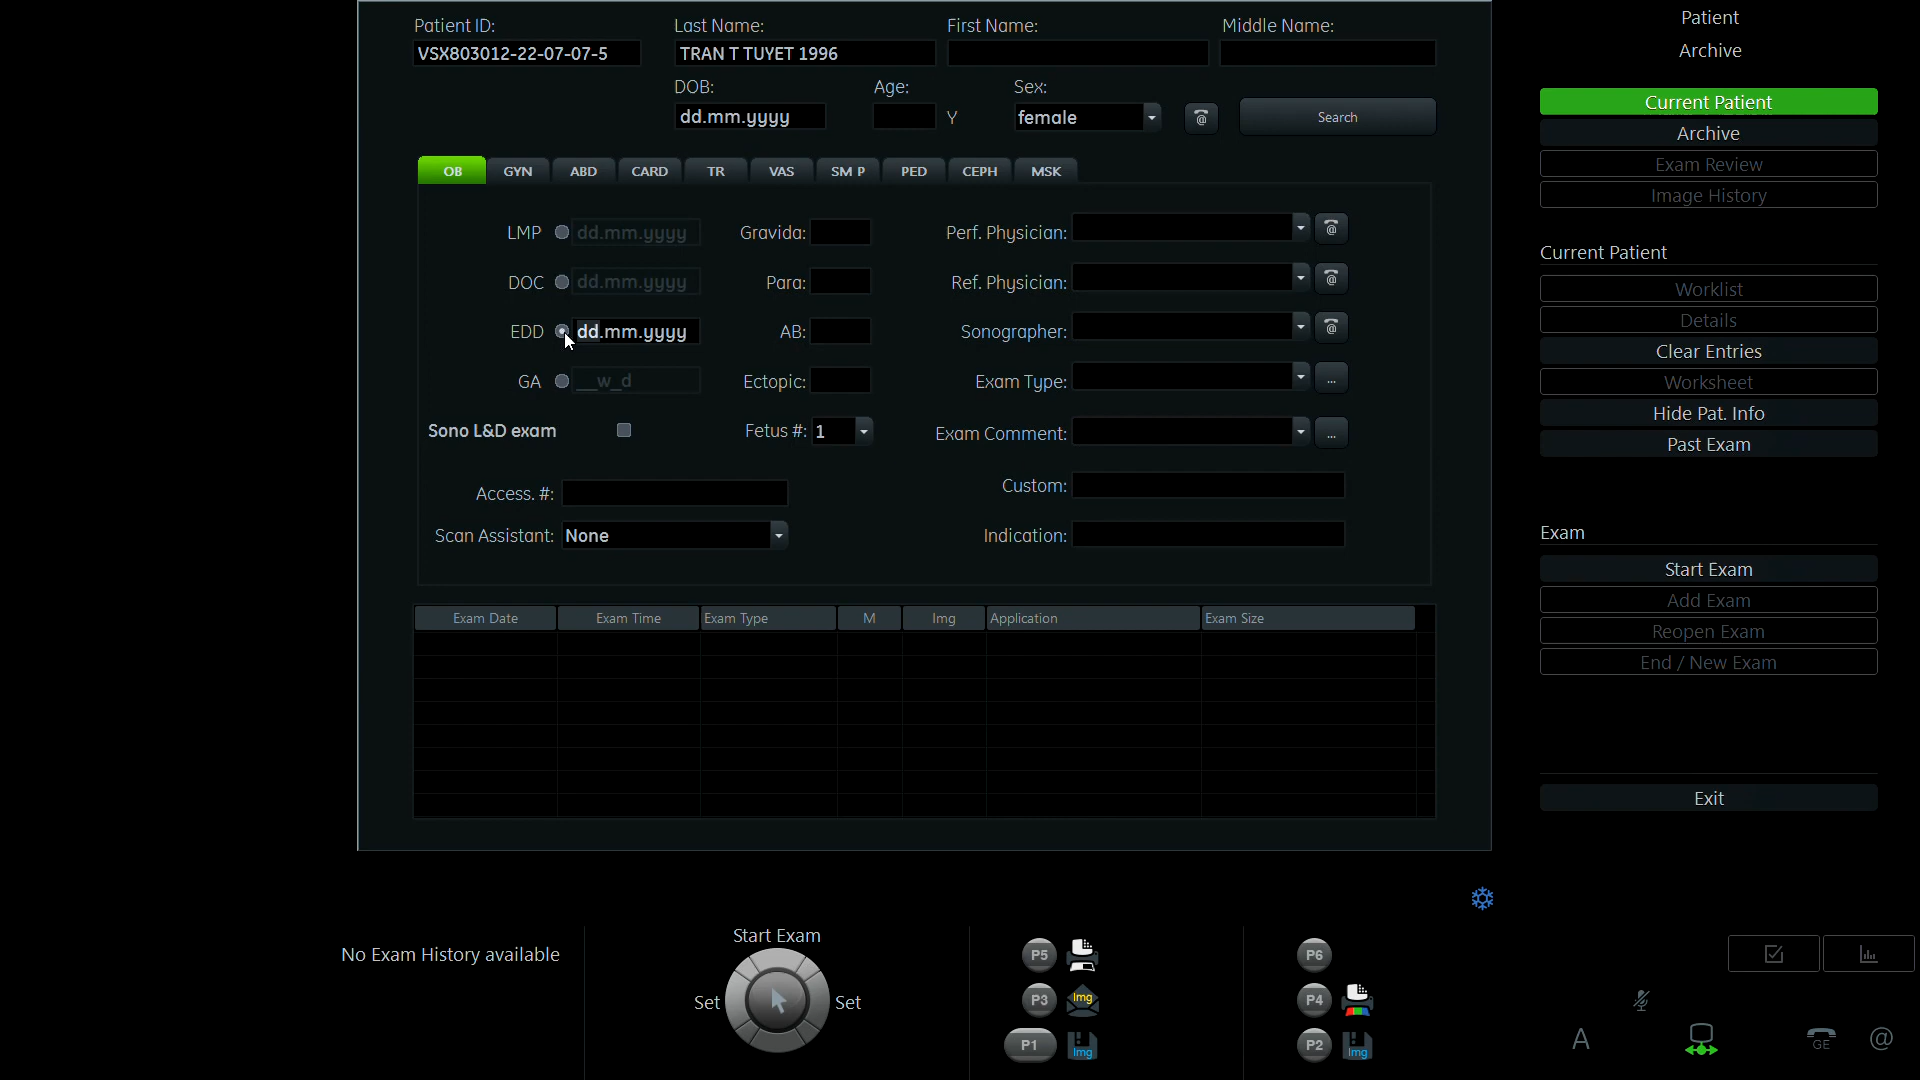 Patient ID:
Last Name:
First Name:
Middle Name:
VSX803012-22-07-07-5
TRAN T TUYET 1996
DOB:
Age:
Sex:
dd.mm.yyyy
Y
female
@
Search
OB
GYN
ABD
CARD
TR
VAS
SM P
PED
CEPH
MSK
LMP
dd.mm.yyyy
Gravida:
Perf. Physician:
@
DOC
dd.mm.yyyy
Para:
Ref. Physician:
@
EDD
dd.mm.yyyy
AB:
Sonographer:
@
GA
__w_d
Ectopic:
Exam Type:
...
Sono L&D exam
Fetus #:
1
Exam Comment:
...
Access. #:
Custom:
Scan Assistant:
None
Indication:
Exam Date
Exam Time
Exam Type
M
Img
Application
Exam Size
Patient
Archive
Current Patient
Archive
Exam Review
Image History
Current Patient
Worklist
Details
Clear Entries
Worksheet
Hide Pat. Info
Past Exam
Exam
Start Exam
Add Exam
Reopen Exam
End / New Exam
Exit
No Exam History available
Start Exam
Set
Set
P5
P3
Img
P1
Img
P6
P4
P2
Img
A
GE
@